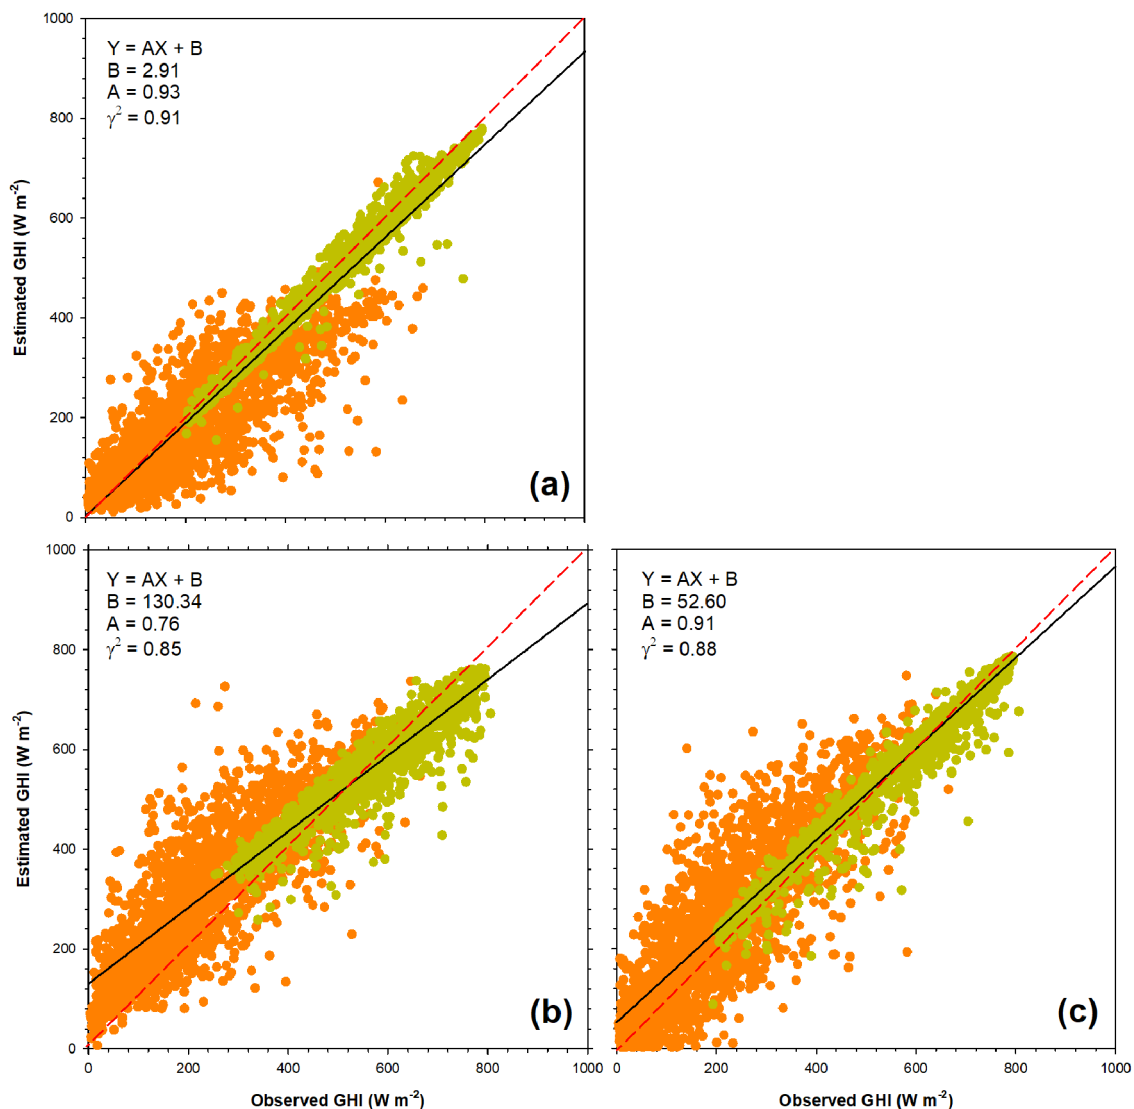 1000
800
600
400
200
0
Estimated GHI (W m⁻²)
Y = AX + B
B = 2.91
A = 0.93
γ² = 0.91
(a)
1000
800
600
400
200
0
Estimated GHI (W m⁻²)
Y = AX + B
B = 130.34
A = 0.76
γ² = 0.85
(b)
0 200 400 600 800 1000
Observed GHI (W m⁻²)
Y = AX + B
B = 52.60
A = 0.91
γ² = 0.88
(c)
0 200 400 600 800 1000
Observed GHI (W m⁻²)